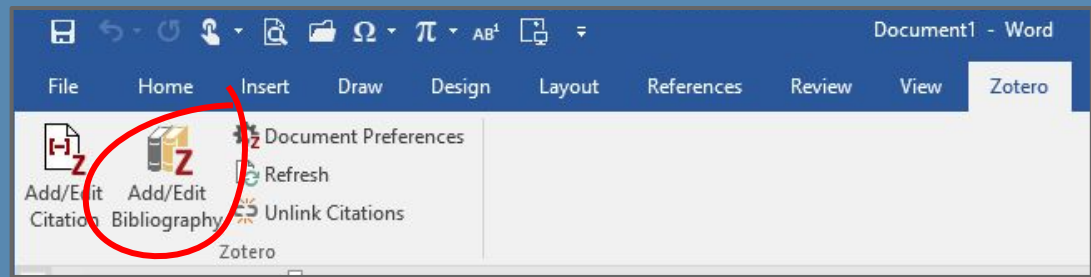 Document1 - Word
File Home Insert Draw Design Layout References Review View Zotero
Add/Edit Citation
Add/Edit Bibliography
Document Preferences
Refresh
Unlink Citations
Zotero